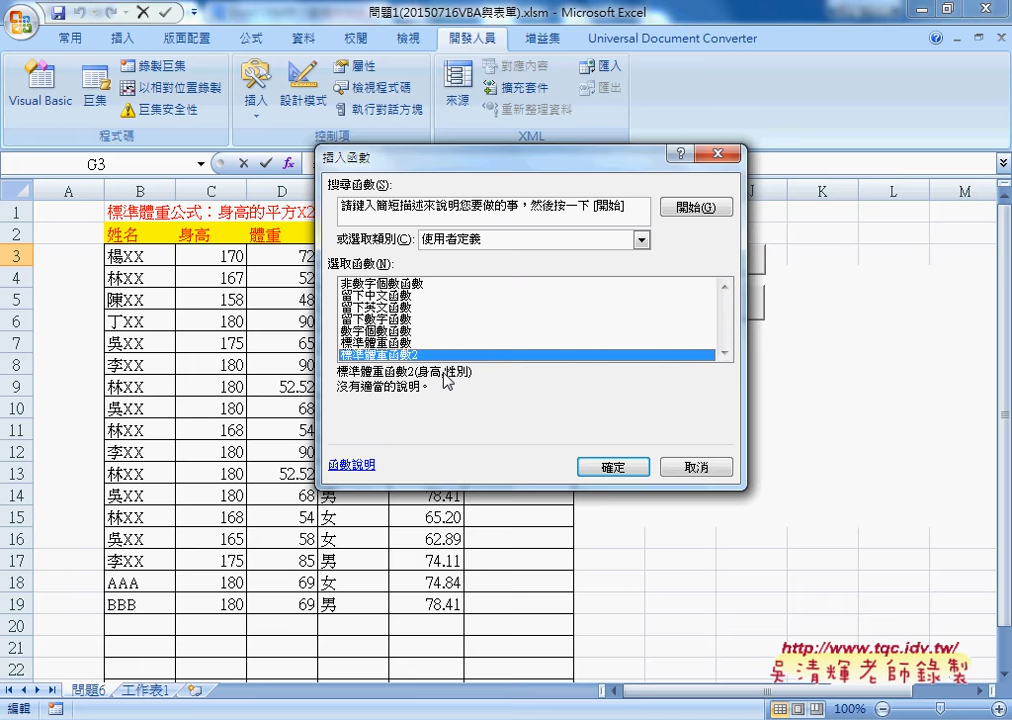 問題1(20150716VBA與表單).xlsm - Microsoft Excel
常用 插入 版面配置 公式 資料 校閱 檢視 開發人員 增益集 Universal Document Converter
Visual Basic 巨集 錄製巨集 以相對位置錄製 巨集安全性 程式碼
插入 設計模式 屬性 檢視程式碼 執行對話方塊 控制項
來源 對應內容 擴充套件 重新整理資料 匯入 匯出 XML
G3
插入函數
搜尋函數(S):
請鍵入簡短描述來說明您要做的事，然後按一下 [開始]
開始(G)
或選取類別(C): 使用者定義
選取函數(N):
非數字個數函數
留下中文函數
留下英文函數
留下數字函數
數字個數函數
標準體重函數
標準體重函數2
標準體重函數2(身高,性別)
沒有適當的說明。
函數說明
確定 取消
A B C D K L M
1 標準體重公式：身高的平方X2
2 姓名 身高 體重
3 楊XX 170 72
4 林XX 167 52
5 陳XX 158 48
6 丁XX 180 90
7 吳XX 175 65
8 李XX 180 90
9 林XX 180 52.52
10 吳XX 180 68
11 林XX 168 54
12 李XX 180 90
13 林XX 180 52.52
14 吳XX 180 68 男 78.41
15 林XX 168 54 女 65.20
16 吳XX 165 58 女 62.89
17 李XX 175 85 男 74.11
18 AAA 180 69 女 74.84
19 BBB 180 69 男 78.41
20
21
22
http://www.tqc.idv.tw/
吳清輝老師錄製
問題6 工作表1
編輯 100%